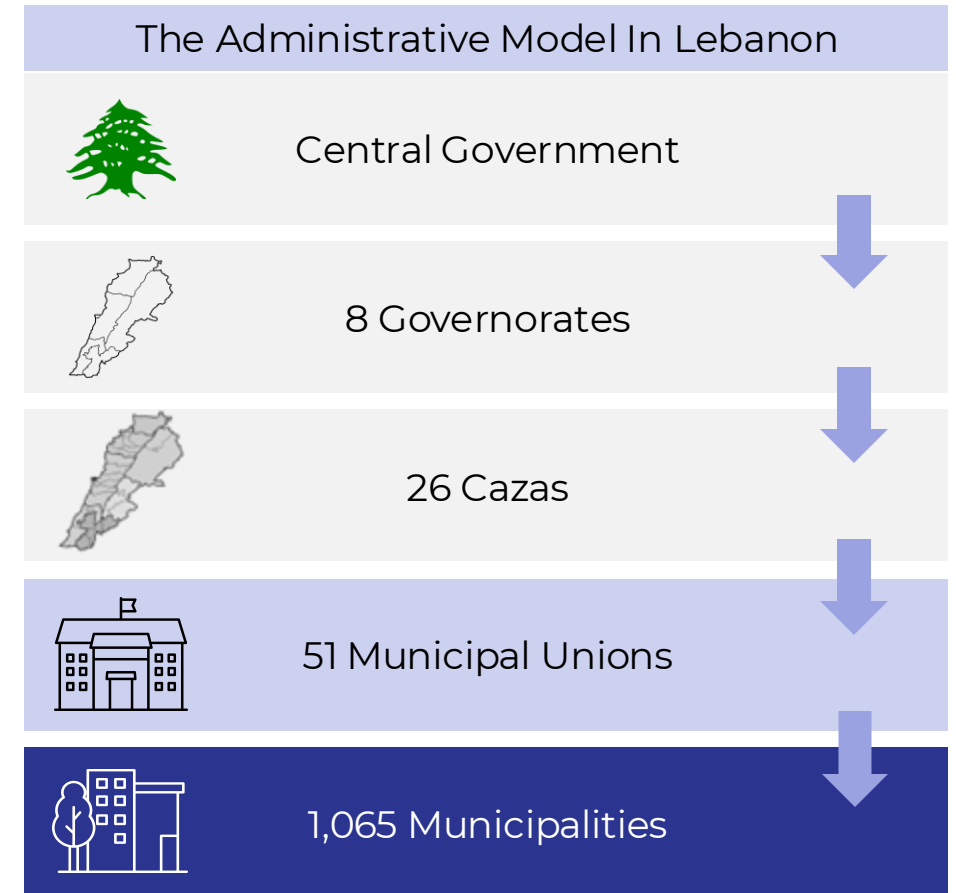 The Administrative Model In Lebanon
Central Government
8 Governorates
26 Cazas
51 Municipal Unions
1,065 Municipalities